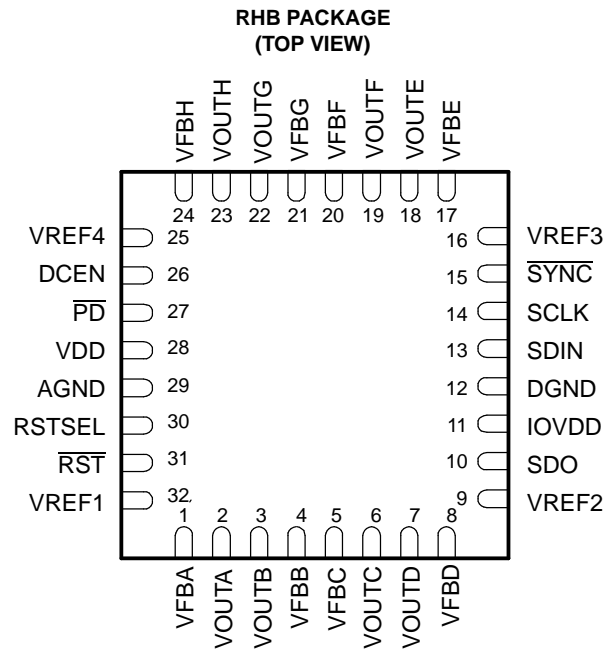 RHB PACKAGE
(TOP VIEW)
VFBH VOUTH VOUTG VFBG VFBF VOUTF VOUTE VFBE
24 23 22 21 20 19 18 17
VREF4 25 16 VREF3
DCEN 26 15 SYNC
PD 27 14 SCLK
VDD 28 13 SDIN
AGND 29 12 DGND
RSTSEL 30 11 IOVDD
RST 31 10 SDO
VREF1 32 9 VREF2
1 2 3 4 5 6 7 8
VFBA VOUTA VOUTB VFBB VFBC VOUTC VOUTD VFBD